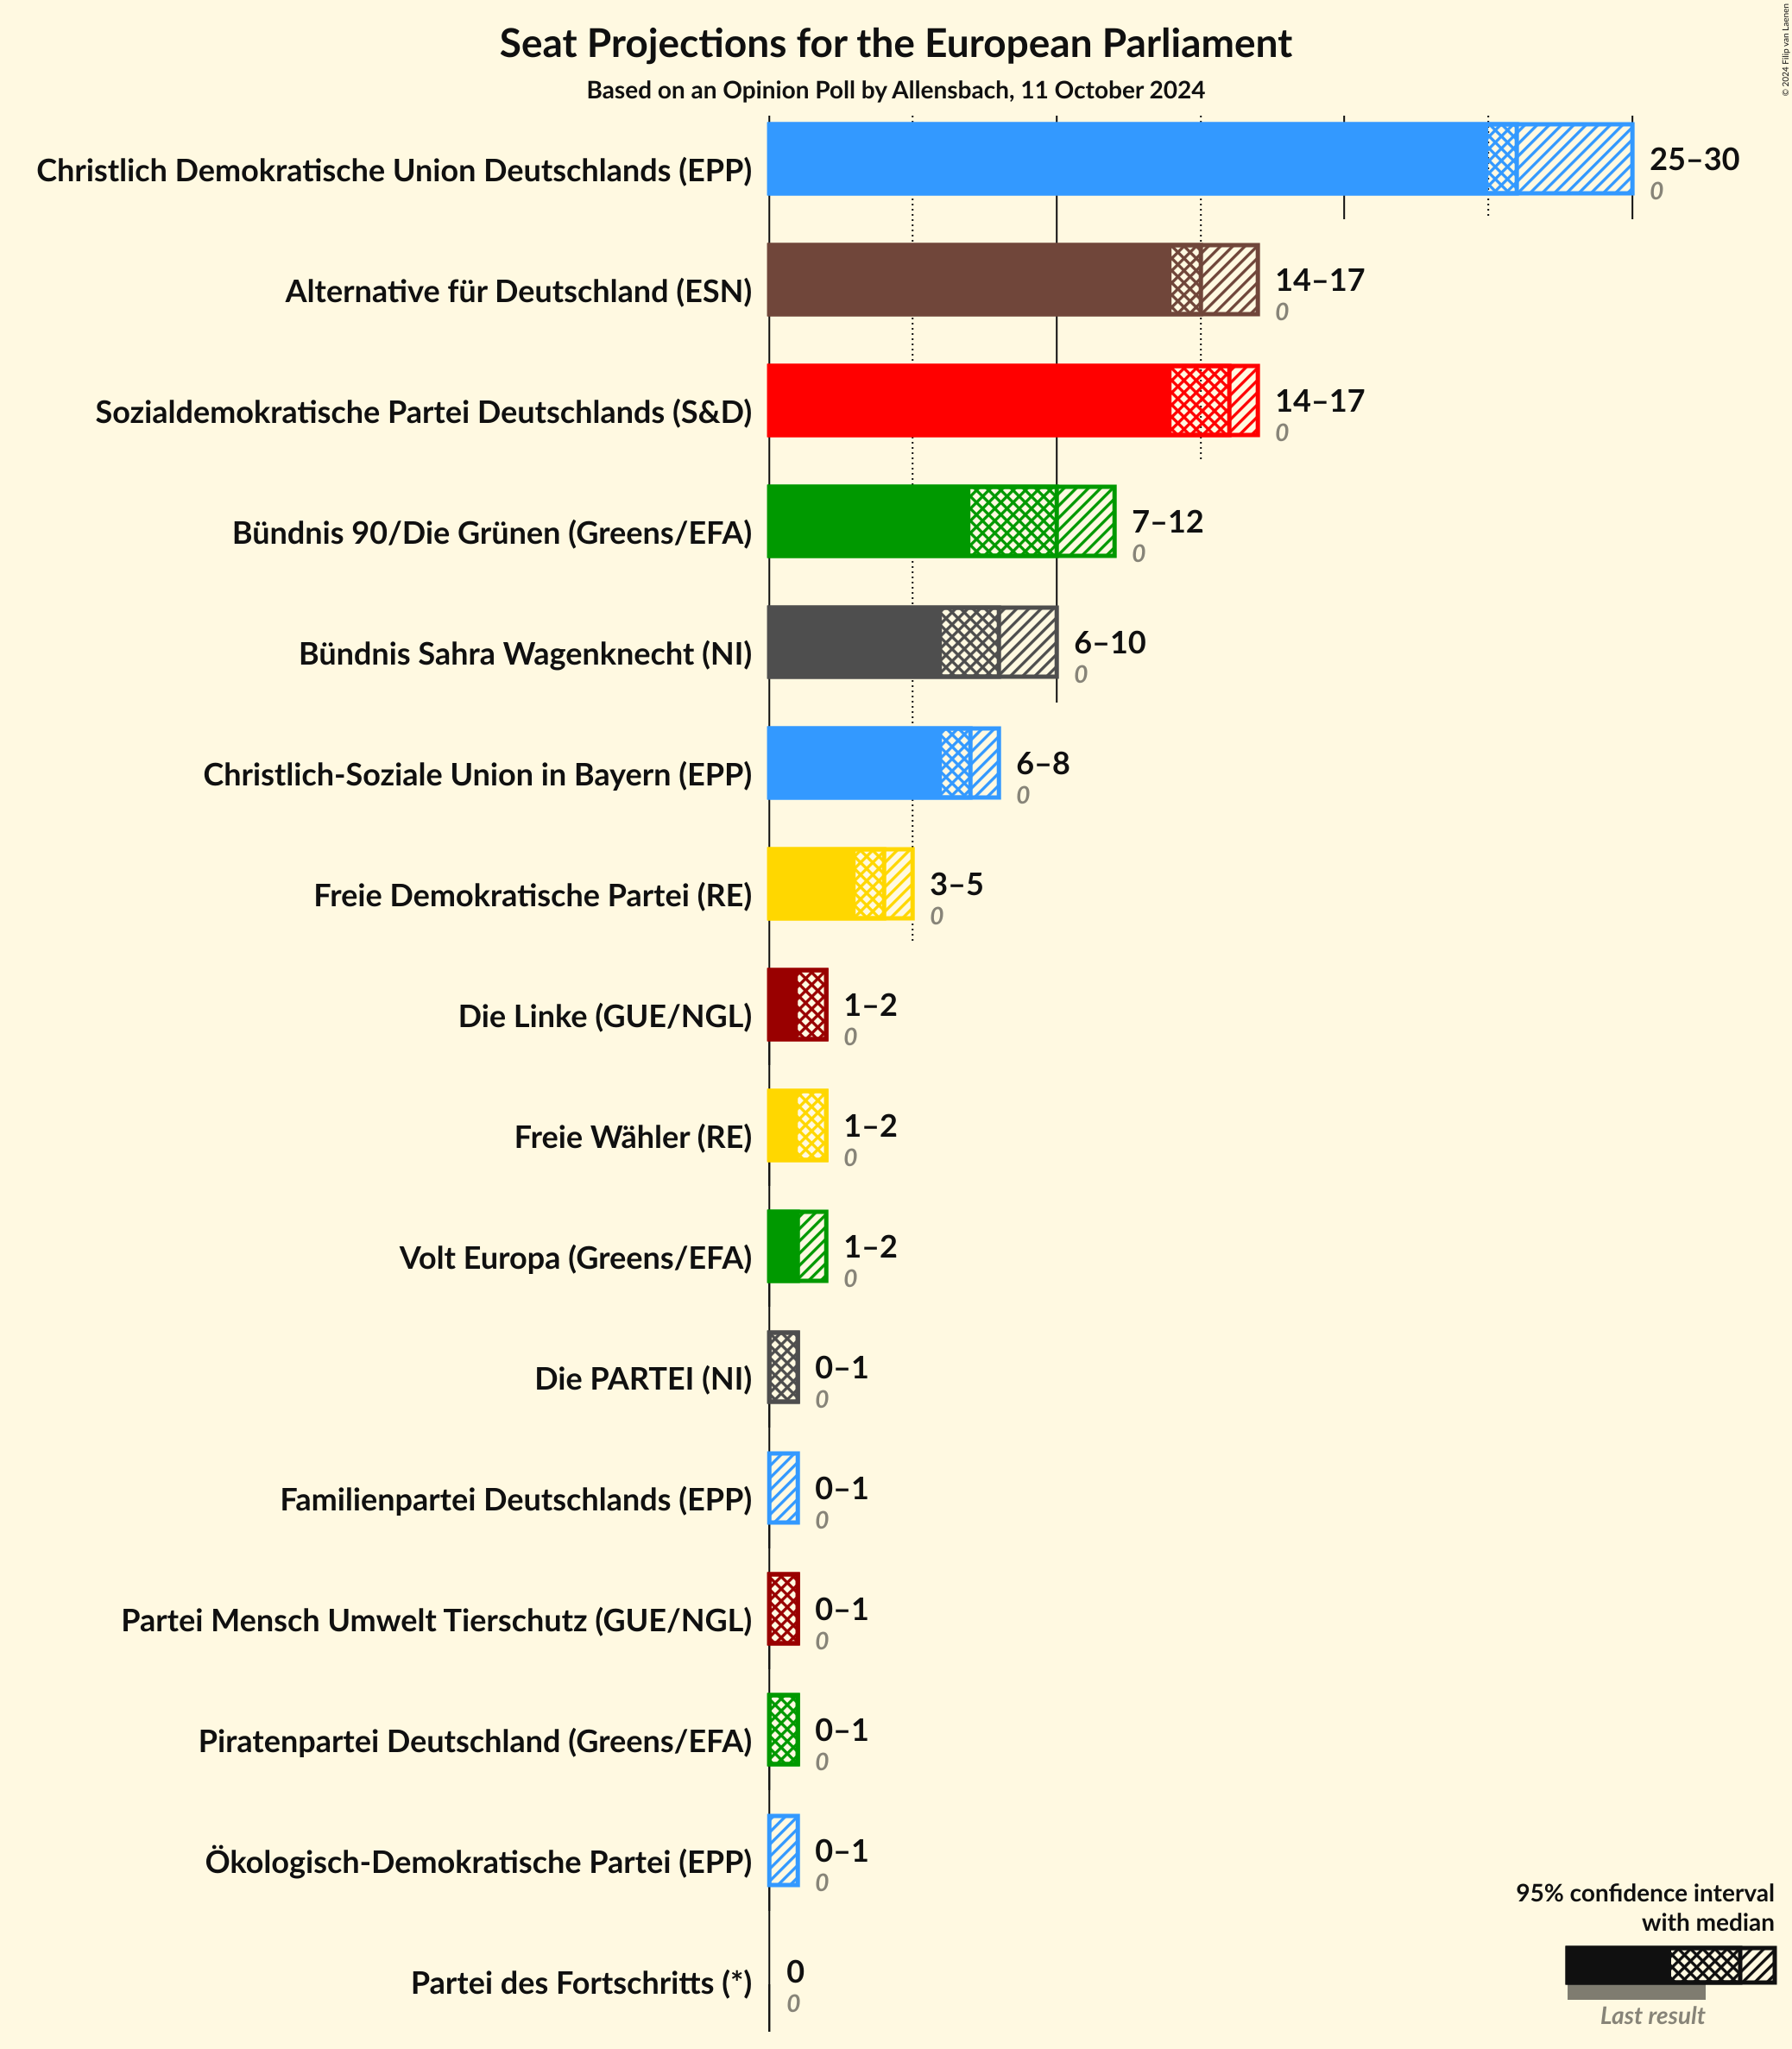 Seat Projections for the European Parliament
Based on an Opinion Poll by Allensbach, 11 October 2024
© 2024 Filip van Laenen
Christlich Demokratische Union Deutschlands (EPP)
25–30
0
Alternative für Deutschland (ESN)
14–17
0
Sozialdemokratische Partei Deutschlands (S&D)
14–17
0
Bündnis 90/Die Grünen (Greens/EFA)
7–12
0
Bündnis Sahra Wagenknecht (NI)
6–10
0
Christlich-Soziale Union in Bayern (EPP)
6–8
0
Freie Demokratische Partei (RE)
3–5
0
Die Linke (GUE/NGL)
1–2
0
Freie Wähler (RE)
1–2
0
Volt Europa (Greens/EFA)
1–2
0
Die PARTEI (NI)
0–1
0
Familienpartei Deutschlands (EPP)
0–1
0
Partei Mensch Umwelt Tierschutz (GUE/NGL)
0–1
0
Piratenpartei Deutschland (Greens/EFA)
0–1
0
Ökologisch-Demokratische Partei (EPP)
0–1
0
Partei des Fortschritts (*)
0
0
95% confidence interval
with median
Last result